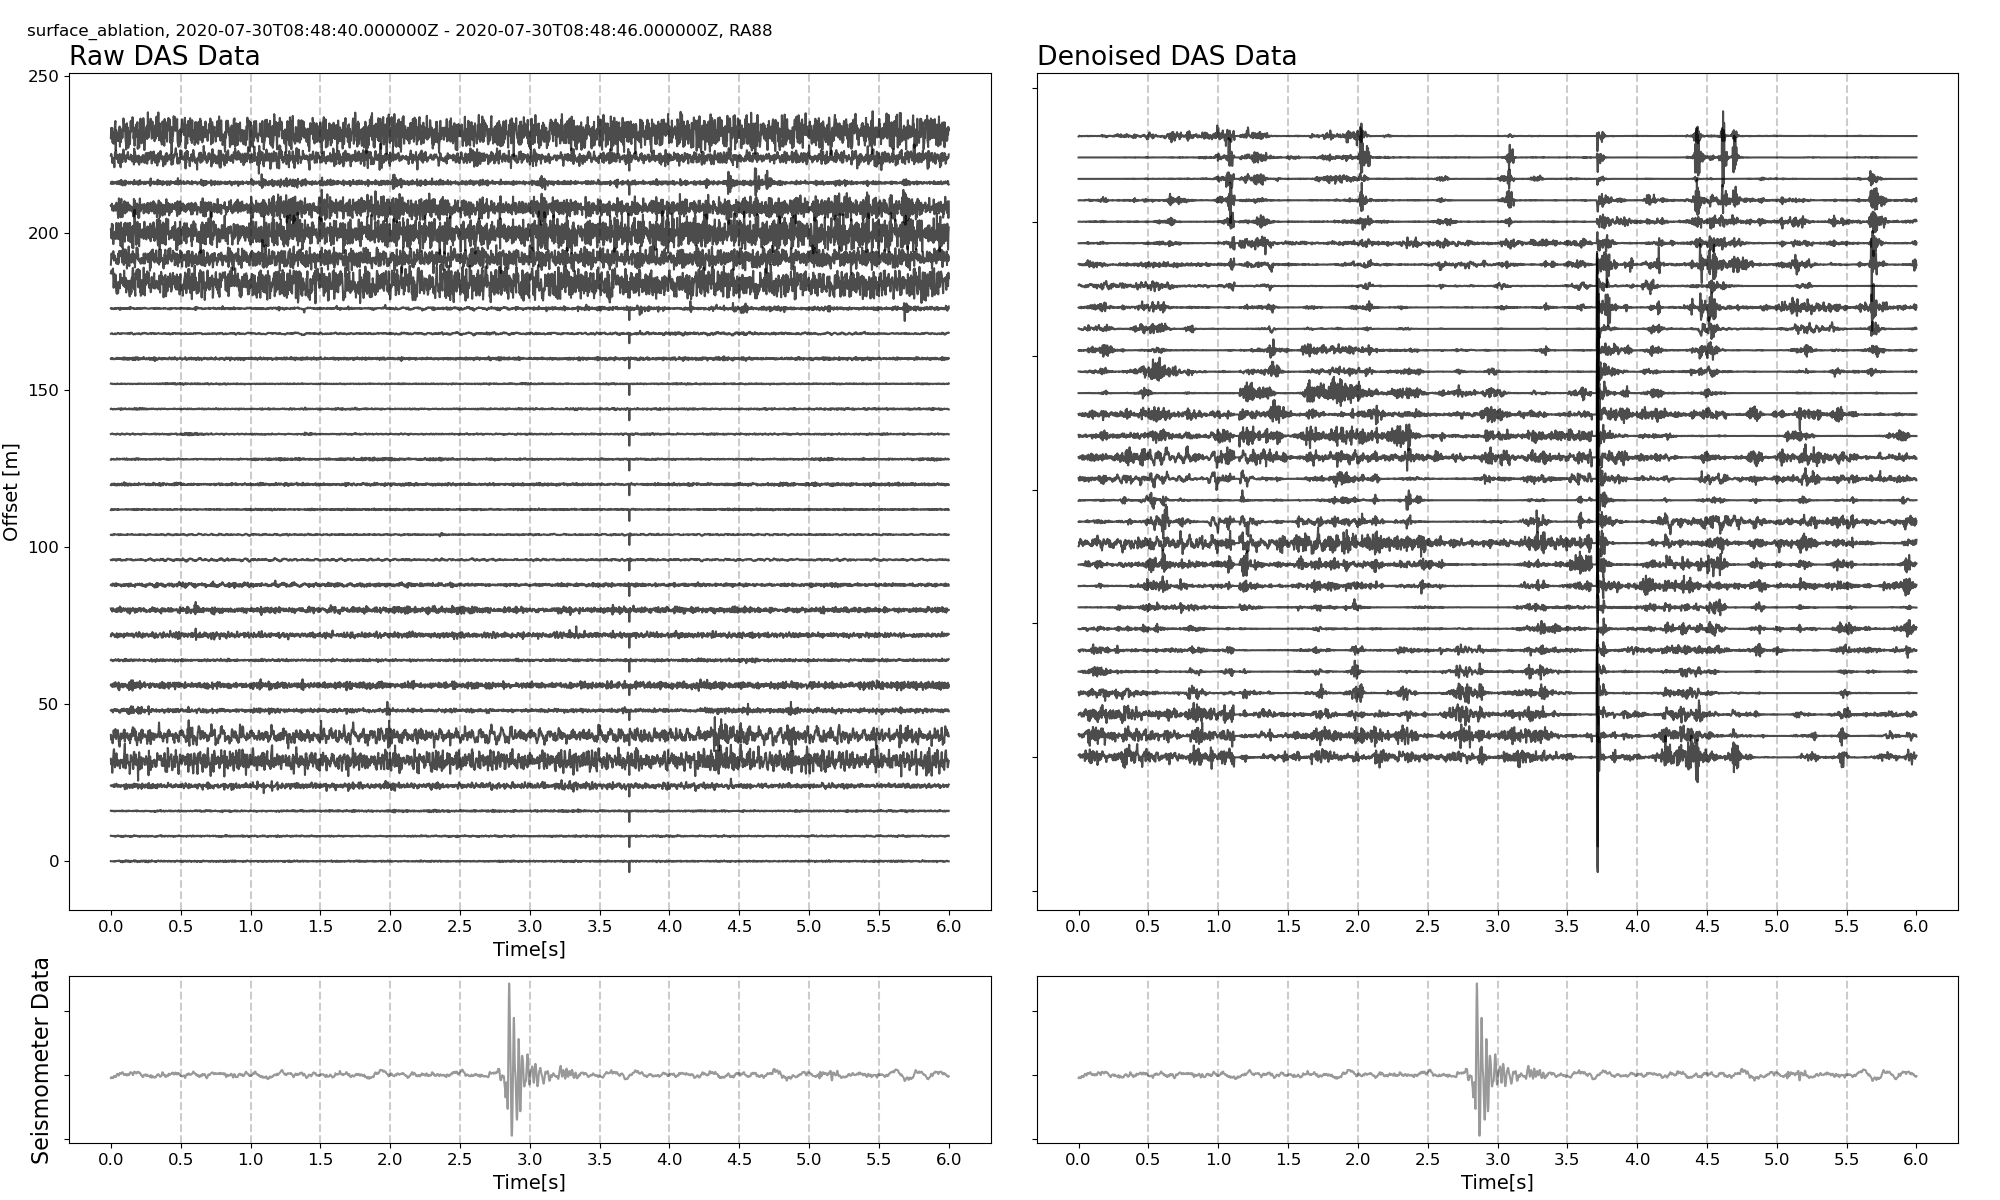 surface_ablation, 2020-07-30T08:48:40.000000Z - 2020-07-30T08:48:46.000000Z, RA88
Raw DAS Data
Denoised DAS Data
250
200
150
100
50
0
Offset [m]
0.0 0.5 1.0 1.5 2.0 2.5 3.0 3.5 4.0 4.5 5.0 5.5 6.0
Time[s]
0.0 0.5 1.0 1.5 2.0 2.5 3.0 3.5 4.0 4.5 5.0 5.5 6.0
Seismometer Data
0.0 0.5 1.0 1.5 2.0 2.5 3.0 3.5 4.0 4.5 5.0 5.5 6.0
Time[s]
0.0 0.5 1.0 1.5 2.0 2.5 3.0 3.5 4.0 4.5 5.0 5.5 6.0
Time[s]